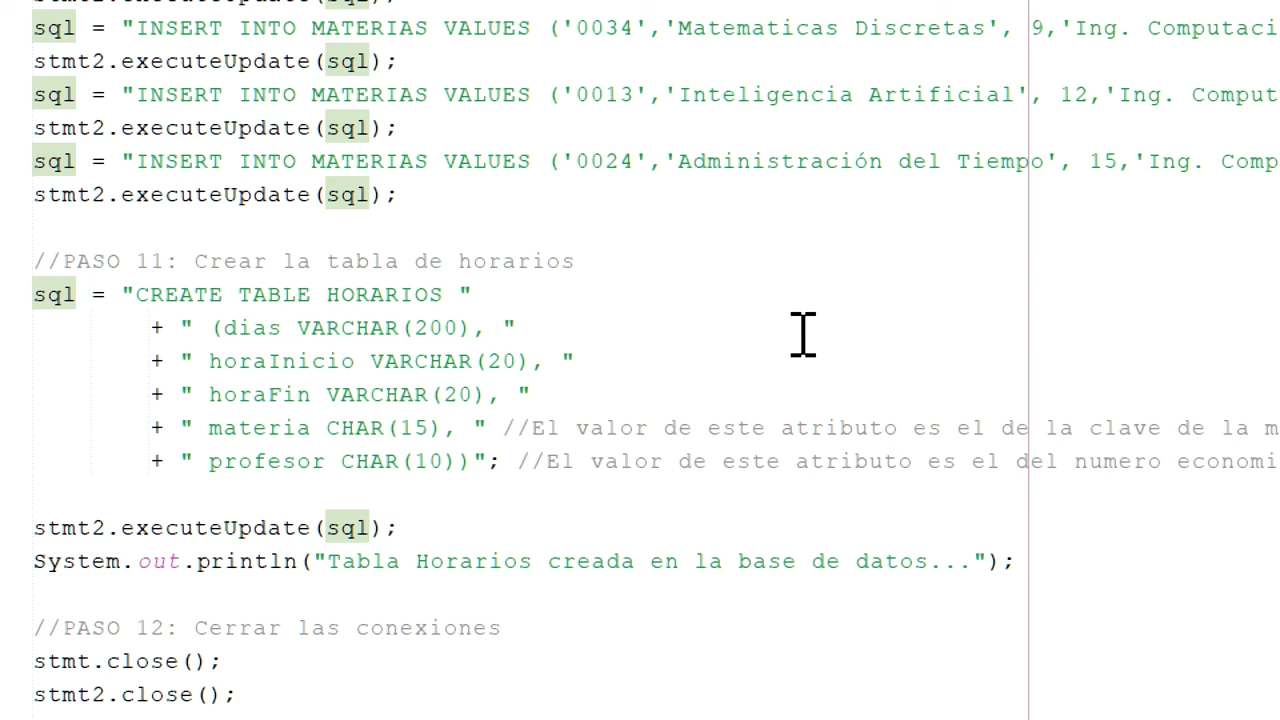 stmt2.executeUpdate(sql);
sql = "INSERT INTO MATERIAS VALUES ('0034','Matematicas Discretas', 9,'Ing. Computaci
stmt2.executeUpdate(sql);
sql = "INSERT INTO MATERIAS VALUES ('0013','Inteligencia Artificial', 12,'Ing. Comput
stmt2.executeUpdate(sql);
sql = "INSERT INTO MATERIAS VALUES ('0024','Administración del Tiempo', 15,'Ing. Comp
stmt2.executeUpdate(sql);
//PASO 11: Crear la tabla de horarios
sql = "CREATE TABLE HORARIOS "
+ " (dias VARCHAR(200), "
+ " horaInicio VARCHAR(20), "
+ " horaFin VARCHAR(20), "
+ " materia CHAR(15), " //El valor de este atributo es el de la clave de la m
+ " profesor CHAR(10))"; //El valor de este atributo es el del numero economi
stmt2.executeUpdate(sql);
System.out.println("Tabla Horarios creada en la base de datos...");
//PASO 12: Cerrar las conexiones
stmt.close();
stmt2.close();